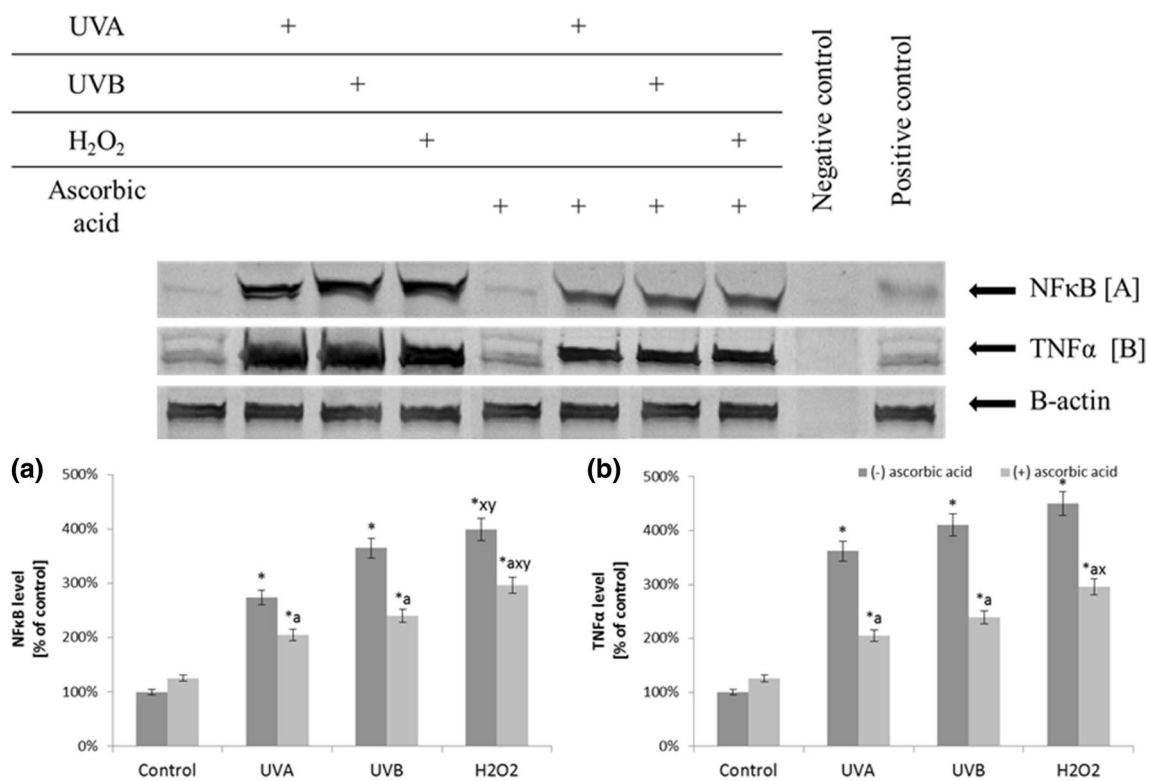 UVA + +
UVB + +
H₂O₂ + +
Ascorbic
acid
+ + + +
Negative control
Positive control
NFκB [A]
TNFα [B]
B-actin
(a)
NFκB level
[% of control]
500%
400%
300%
200%
100%
0%
*
*a
*
*a
*xy
*axy
Control UVA UVB H2O2
(b)
(-) ascorbic acid (+) ascorbic acid
TNFα level
[% of control]
500%
400%
300%
200%
100%
0%
*
*a
*
*a
*
*ax
Control UVA UVB H2O2